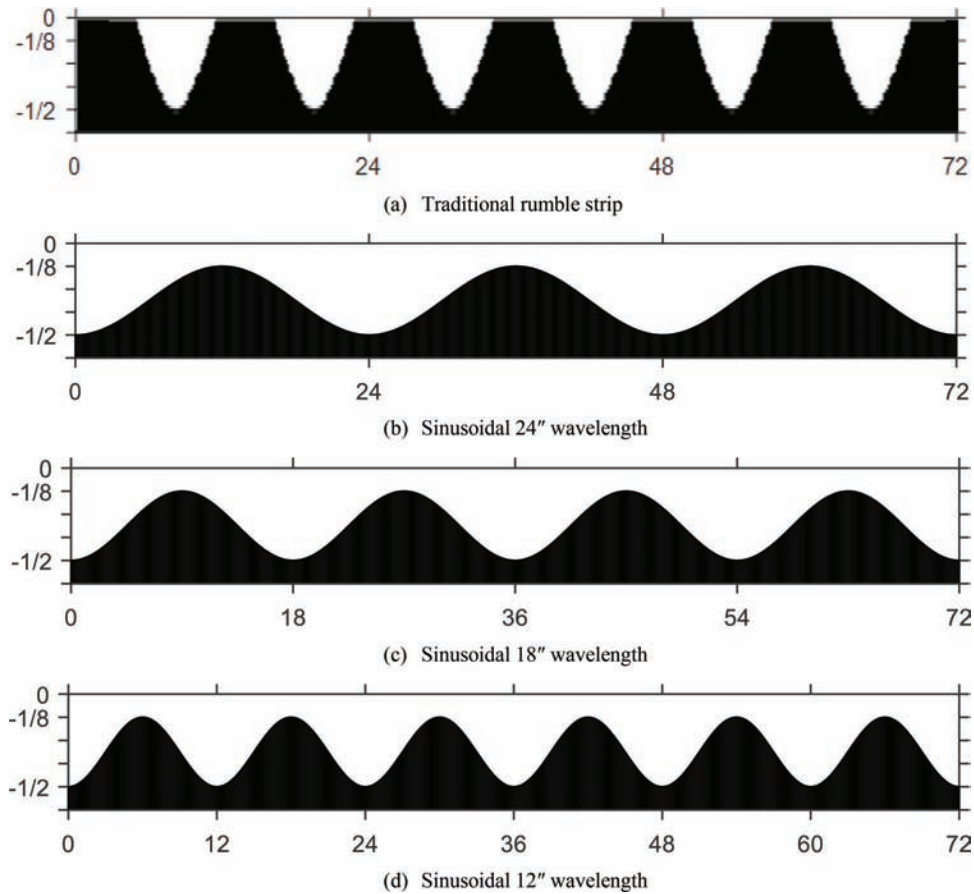 0
-1/8
-1/2
0 24 48 72
(a) Traditional rumble strip
0
-1/8
-1/2
0 24 48 72
(b) Sinusoidal 24″ wavelength
0
-1/8
-1/2
0 18 36 54 72
(c) Sinusoidal 18″ wavelength
0
-1/8
-1/2
0 12 24 36 48 60 72
(d) Sinusoidal 12″ wavelength